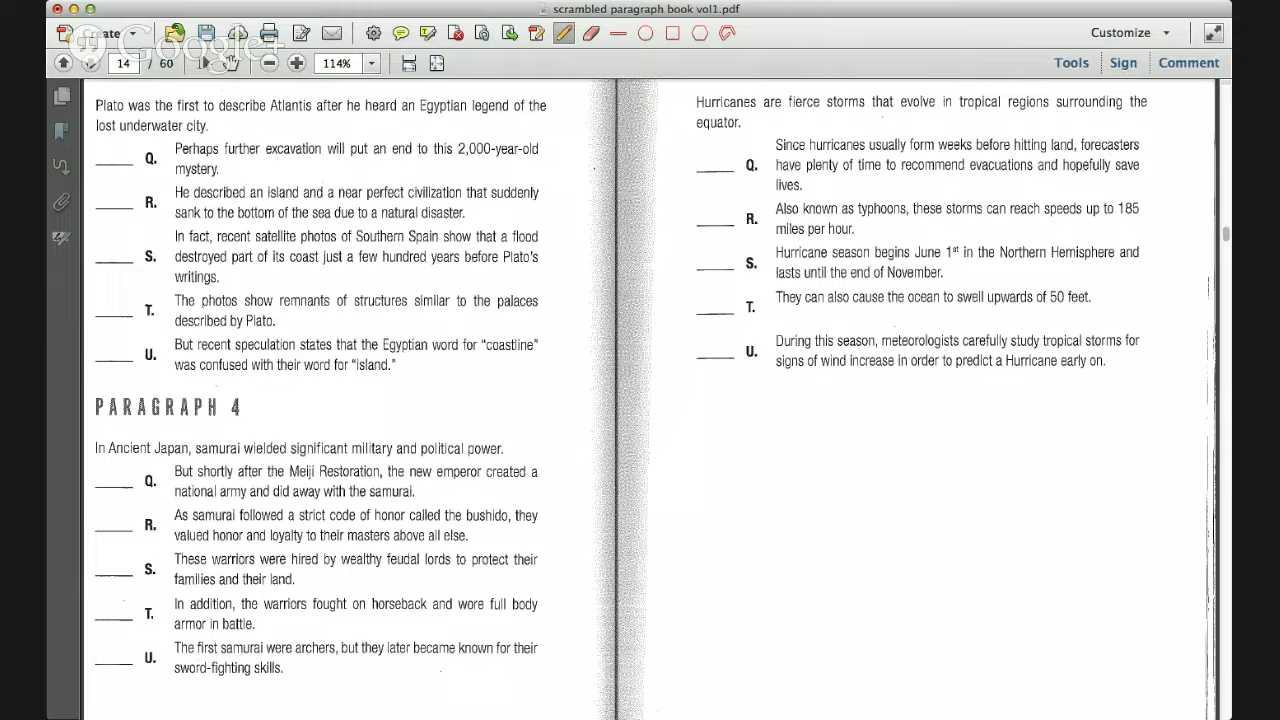 scrambled paragraph book vol1.pdf
Create
Google+
Customize
14 / 60
114%
Tools
Sign
Comment
Plato was the first to describe Atlantis after he heard an Egyptian legend of the
lost underwater city.
____ Q. Perhaps further excavation will put an end to this 2,000-year-old
mystery.
____ R. He described an island and a near perfect civilization that suddenly
sank to the bottom of the sea due to a natural disaster.
____ S. In fact, recent satellite photos of Southern Spain show that a flood
destroyed part of its coast just a few hundred years before Plato's
writings.
____ T. The photos show remnants of structures similar to the palaces
described by Plato.
____ U. But recent speculation states that the Egyptian word for “coastline”
was confused with their word for “island.”
PARAGRAPH 4
In Ancient Japan, samurai wielded significant military and political power.
____ Q. But shortly after the Meiji Restoration, the new emperor created a
national army and did away with the samurai.
____ R. As samurai followed a strict code of honor called the bushido, they
valued honor and loyalty to their masters above all else.
____ S. These warriors were hired by wealthy feudal lords to protect their
families and their land.
____ T. In addition, the warriors fought on horseback and wore full body
armor in battle.
____ U. The first samurai were archers, but they later became known for their
sword-fighting skills.
Hurricanes are fierce storms that evolve in tropical regions surrounding the
equator.
____ Q. Since hurricanes usually form weeks before hitting land, forecasters
have plenty of time to recommend evacuations and hopefully save
lives.
____ R. Also known as typhoons, these storms can reach speeds up to 185
miles per hour.
____ S. Hurricane season begins June 1st in the Northern Hemisphere and
lasts until the end of November.
____ T. They can also cause the ocean to swell upwards of 50 feet.
____ U. During this season, meteorologists carefully study tropical storms for
signs of wind increase in order to predict a Hurricane early on.